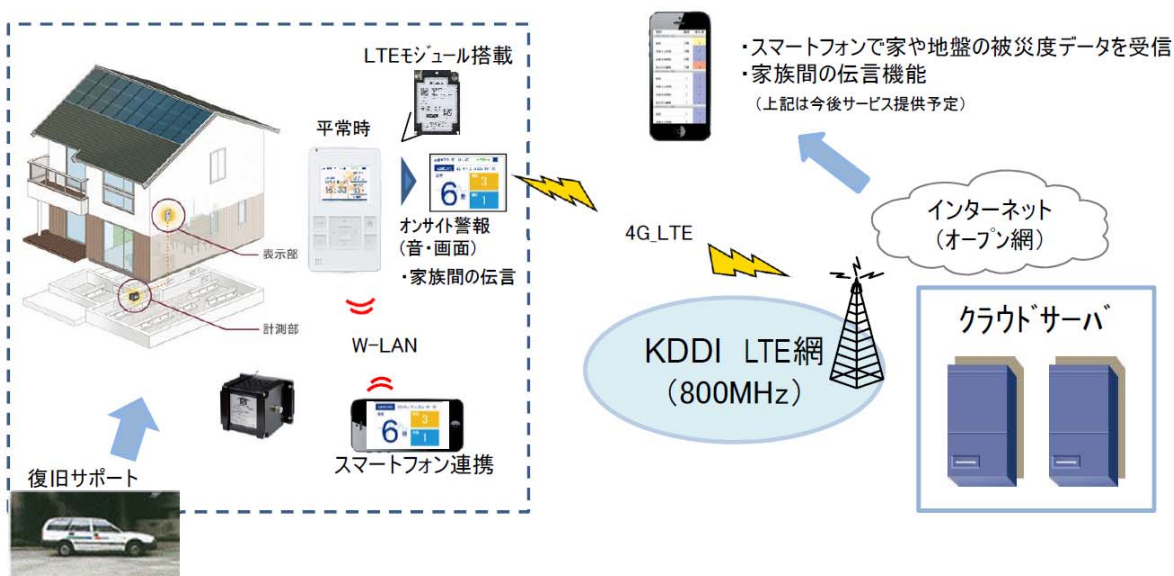 LTEモジュール搭載
平常時
表示部
計測部
オンサイト警報
(音・画面)
・家族間の伝言
6
3
1
W-LAN
6
3
1
スマートフォン連携
復旧サポート
・スマートフォンで家や地盤の被災度データを受信
・家族間の伝言機能
(上記は今後サービス提供予定)
4G_LTE
インターネット
(オープン網)
KDDI LTE網
(800MHz)
クラウドサーバ